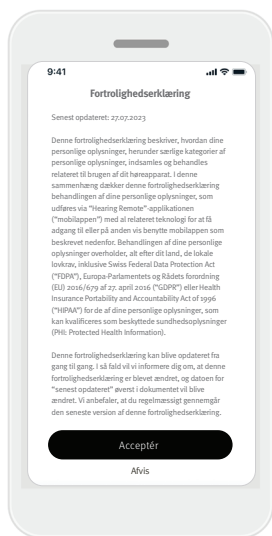 9:41
Fortrolighedserklæring
Senest opdateret: 27.07.2023
Denne fortrolighedserklæring beskriver, hvordan dine
personlige oplysninger, herunder særlige kategorier af
personlige oplysninger, indsamles og behandles
relateret til brugen af dit høreapparat. I denne
sammenhæng dækker denne fortrolighedserklæring
behandlingen af dine personlige oplysninger, som
udføres via “Hearing Remote”-applikationen
(“mobilappen”) med al relateret teknologi for at få
adgang til eller på anden vis benytte mobilappen som
beskrevet nedenfor. Behandlingen af dine personlige
oplysninger overholder, alt efter dit land, de lokale
lovkrav, inklusive Swiss Federal Data Protection Act
(“FDPA”), Europa-Parlamentets og Rådets forordning
(EU) 2016/679 af 27. april 2016 (“GDPR”) eller Health
Insurance Portability and Accountability Act of 1996
(“HIPAA”) for de af dine personlige oplysninger, som
kan kvalificeres som beskyttede sundhedsoplysninger
(PHI: Protected Health Information).
Denne fortrolighedserklæring kan blive opdateret fra
gang til gang. I så fald vil vi informere dig om, at denne
fortrolighedserklæring er blevet ændret, og datoen for
“senest opdateret” øverst i dokumentet vil blive
ændret. Vi anbefaler, at du regelmæssigt gennemgår
den seneste version af denne fortrolighedserklæring.
Acceptér
Afvis